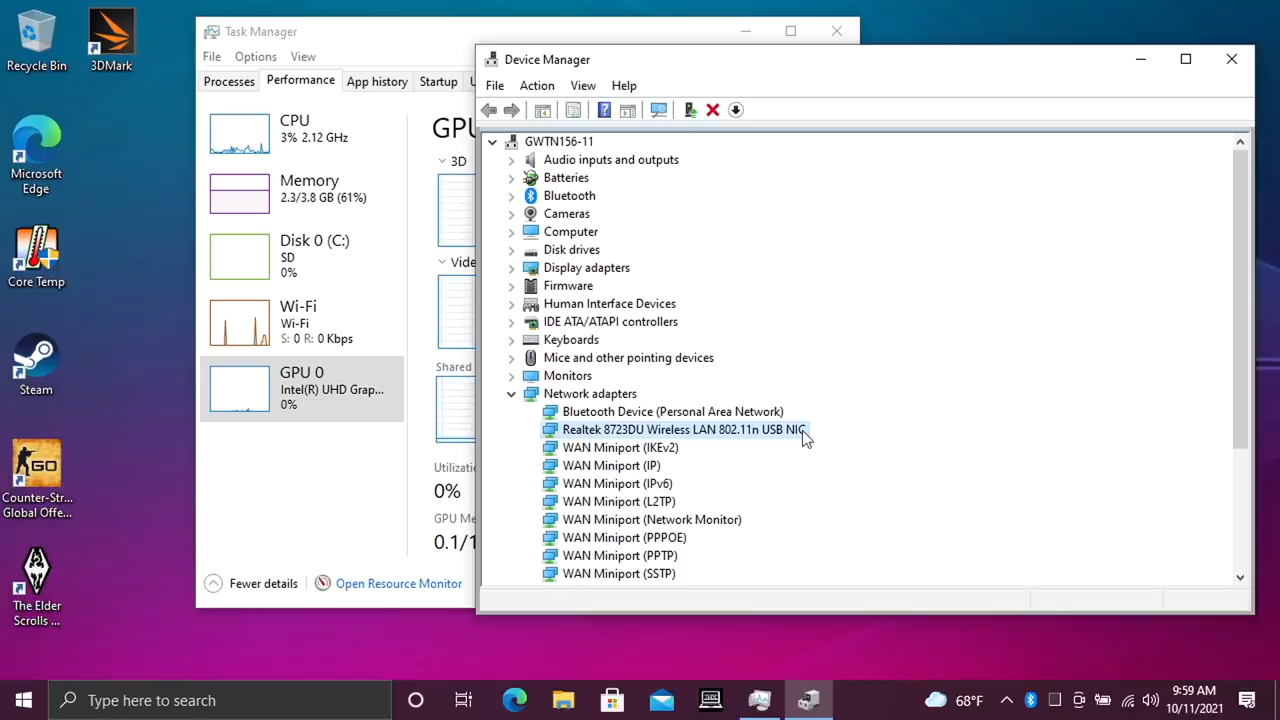 Recycle Bin
3DMark
Microsoft
Edge
Core Temp
Steam
GO
Counter-Str...
Global Offe...
The Elder
Scrolls ...
Task Manager
File Options View
Processes Performance App history Startup
CPU
3% 2.12 GHz
Memory
2.3/3.8 GB (61%)
Disk 0 (C:)
SD
0%
Wi-Fi
Wi-Fi
S: 0 R: 0 Kbps
GPU 0
Intel(R) UHD Grap...
0%
GPU
3D
Shared
0%
0.1/1
Fewer details
Open Resource Monitor
Device Manager
File Action View Help
GWTN156-11
Audio inputs and outputs
Batteries
Bluetooth
Cameras
Computer
Disk drives
Display adapters
Firmware
Human Interface Devices
IDE ATA/ATAPI controllers
Keyboards
Mice and other pointing devices
Monitors
Network adapters
Bluetooth Device (Personal Area Network)
Realtek 8723DU Wireless LAN 802.11n USB NIC
WAN Miniport (IKEv2)
WAN Miniport (IP)
WAN Miniport (IPv6)
WAN Miniport (L2TP)
WAN Miniport (Network Monitor)
WAN Miniport (PPPOE)
WAN Miniport (PPTP)
WAN Miniport (SSTP)
Type here to search
68°F
9:59 AM
10/11/2021